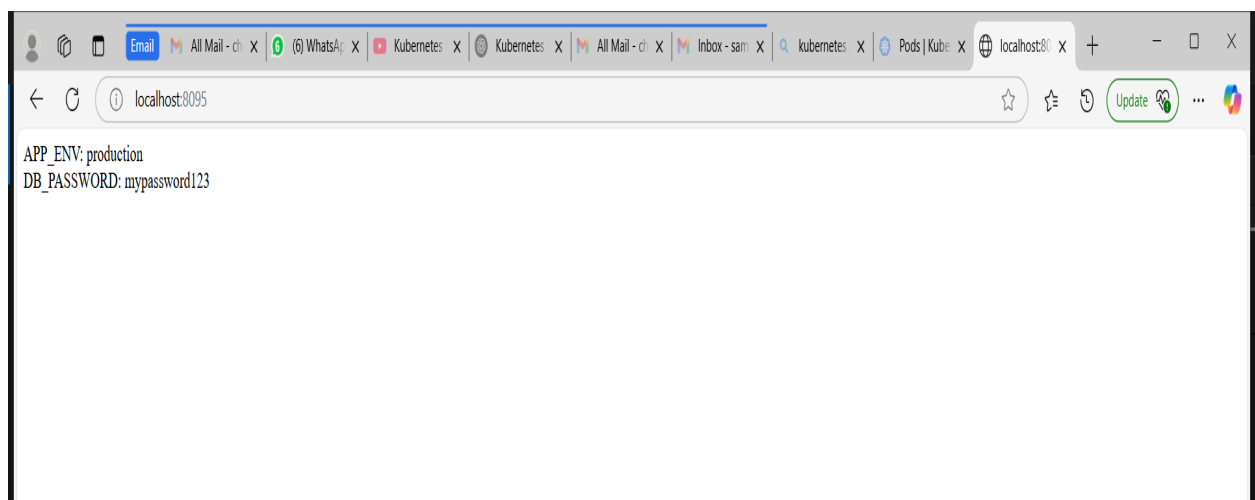 Email
All Mail - ch
(6) WhatsAp
Kubernetes
Kubernetes
All Mail - ch
Inbox - sam
kubernetes
Pods | Kube
localhost:80
localhost:8095
Update
APP_ENV: production
DB_PASSWORD: mypassword123